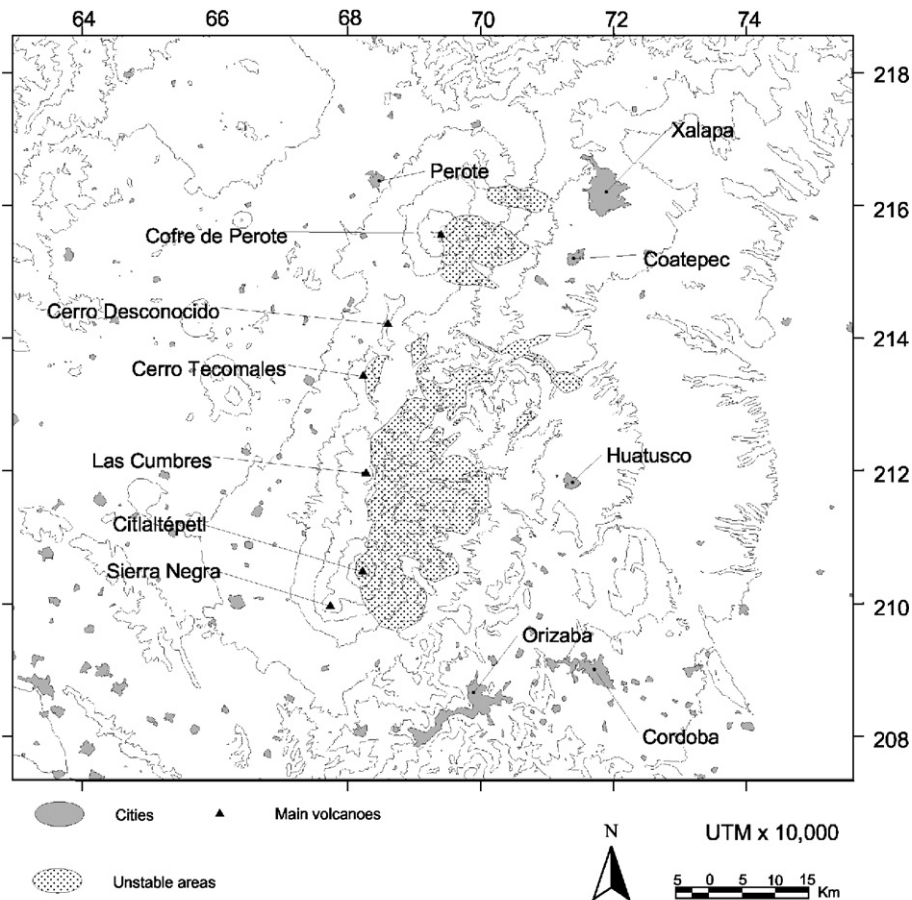 64 66 68 70 72 74
218
Xalapa
Perote
216
Cofre de Perote
Coatepec
Cerro Desconocido
214
Cerro Tecomales
Huatusco
Las Cumbres
212
Citlaltépetl
Sierra Negra
210
Orizaba
208
Cordoba
Cities
Main volcanoes
N
UTM x 10,000
Unstable areas
5 0 5 10 15
Km